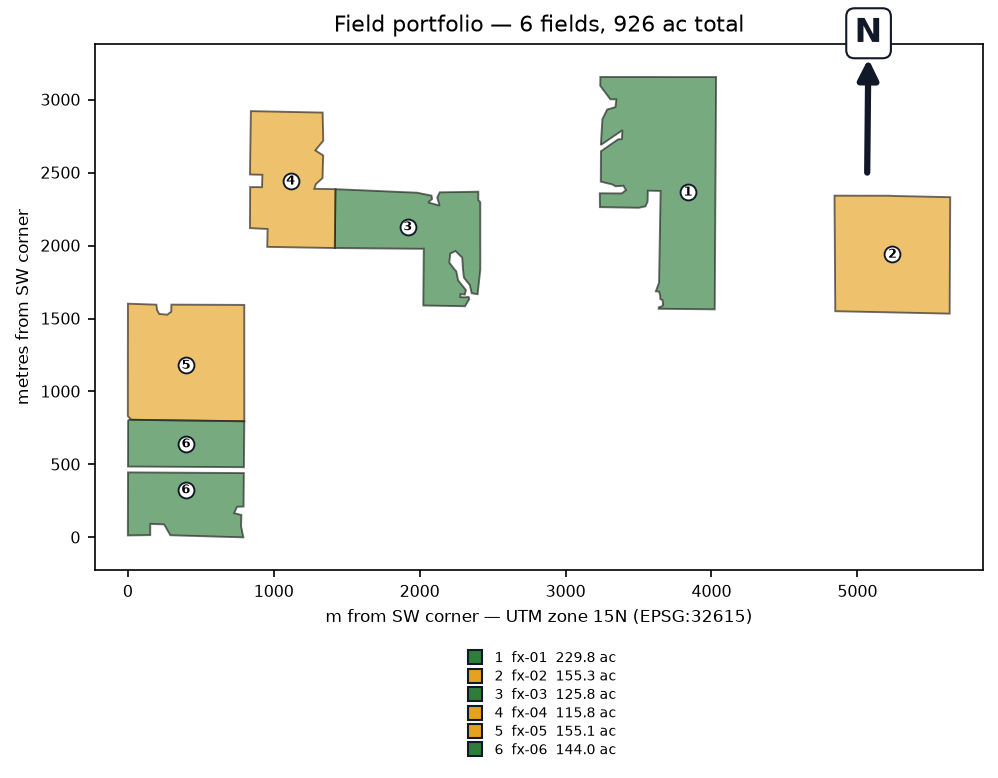 Field portfolio — 6 fields, 926 ac total
N
metres from SW corner
3000
2500
2000
1500
1000
500
0
1
2
3
4
5
6
6
0 1000 2000 3000 4000 5000
m from SW corner — UTM zone 15N (EPSG:32615)
1 fx-01 229.8 ac
2 fx-02 155.3 ac
3 fx-03 125.8 ac
4 fx-04 115.8 ac
5 fx-05 155.1 ac
6 fx-06 144.0 ac